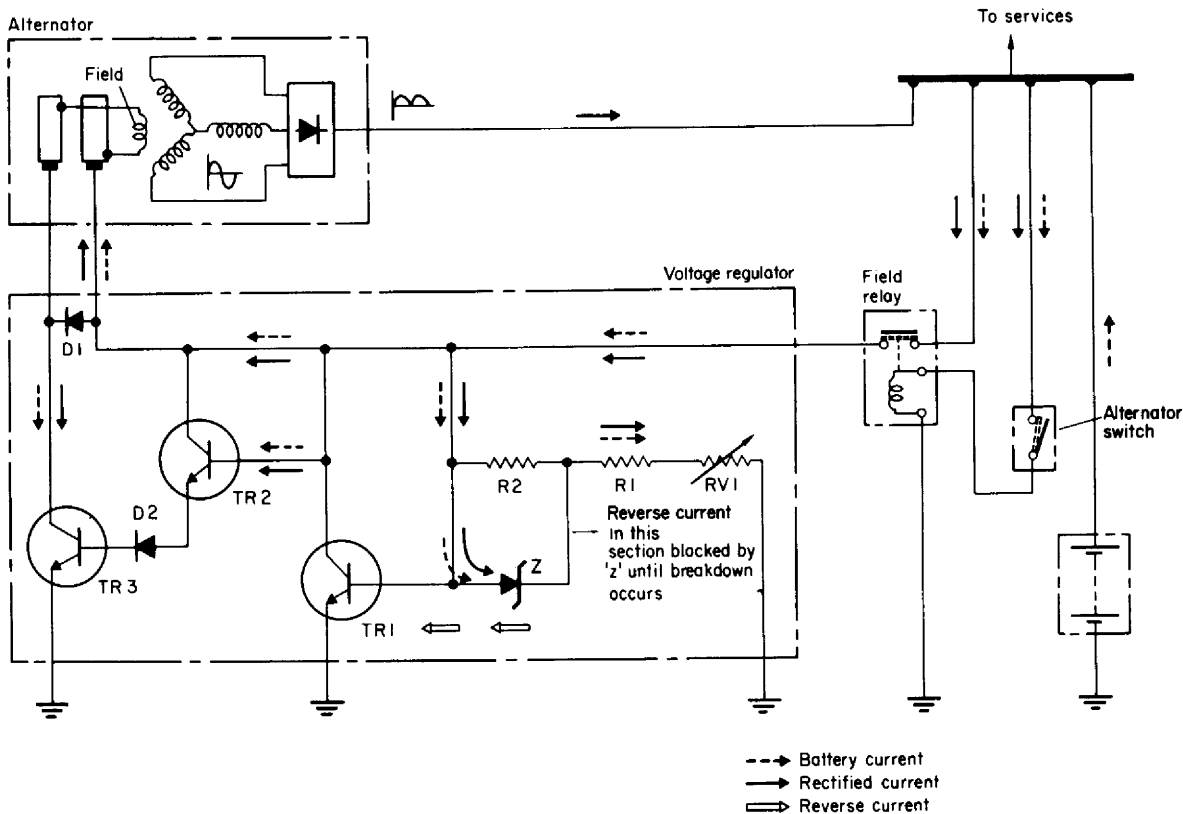 Alternator
To services
Field
Voltage regulator
Field
relay
D1
Alternator
switch
R2
R1
RV1
TR2
D2
Reverse current
in this
section blocked by
'z' until breakdown
occurs
Z
TR3
TR1
Battery current
Rectified current
Reverse current